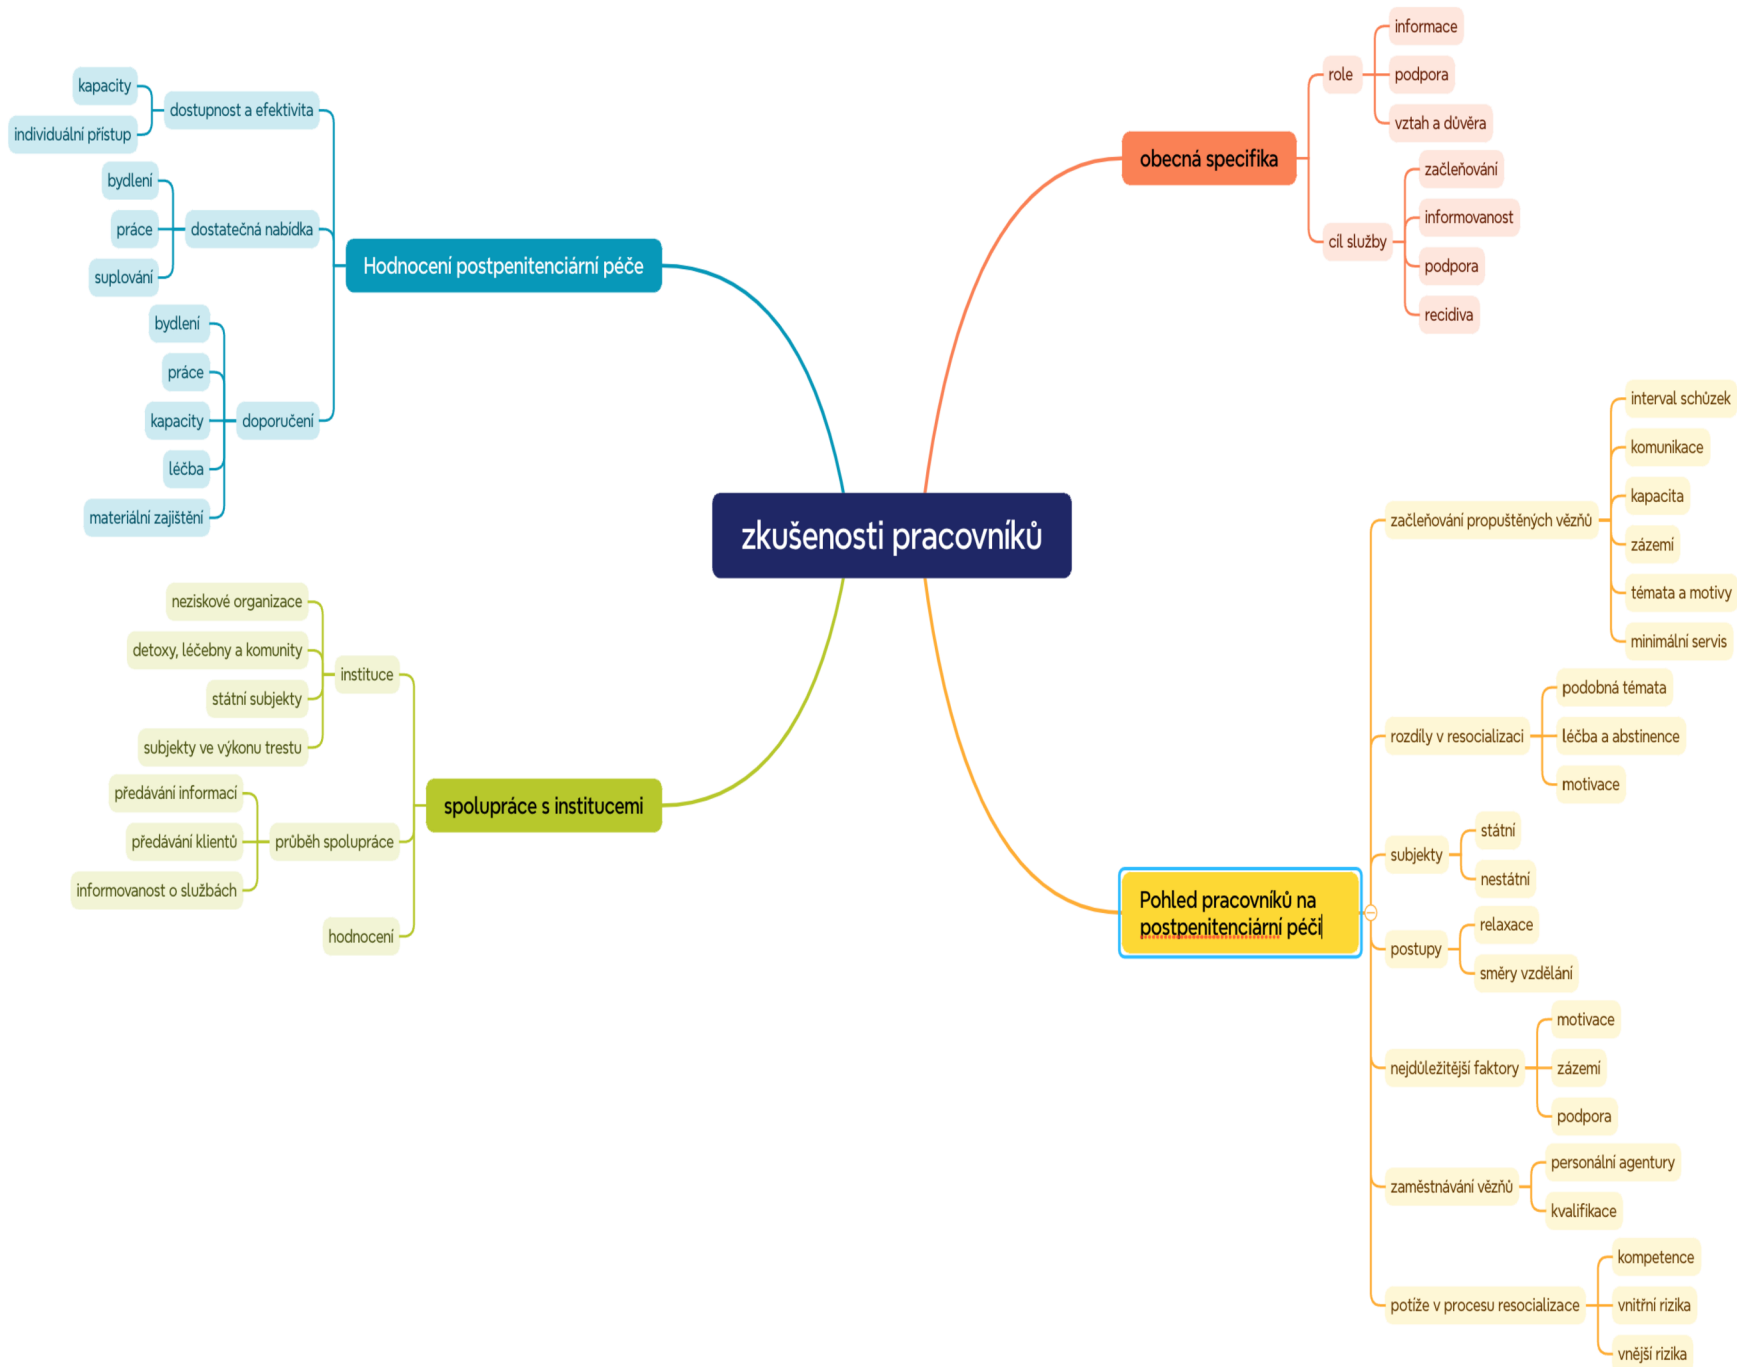 zkušenosti pracovníků
obecná specifika
role
informace
podpora
vztah a důvěra
cíl služby
začleňování
informovanost
podpora
recidiva
Pohled pracovníků na
postpenitenciární péči
začleňování propuštěných vězňů
interval schůzek
komunikace
kapacita
zázemí
témata a motivy
minimální servis
rozdíly v resocializaci
podobná témata
léčba a abstinence
motivace
subjekty
státní
nestátní
postupy
relaxace
směry vzdělání
nejdůležitější faktory
motivace
zázemí
podpora
zaměstnávání vězňů
personální agentury
kvalifikace
potíže v procesu resocializace
kompetence
vnitřní rizika
vnější rizika
Hodnocení postpenitenciární péče
dostupnost a efektivita
kapacity
individuální přístup
dostatečná nabídka
bydlení
práce
suplování
doporučení
bydlení
práce
kapacity
léčba
materiální zajištění
spolupráce s institucemi
instituce
neziskové organizace
detoxy, léčebny a komunity
státní subjekty
subjekty ve výkonu trestu
průběh spolupráce
předávání informací
předávání klientů
informovanost o službách
hodnocení